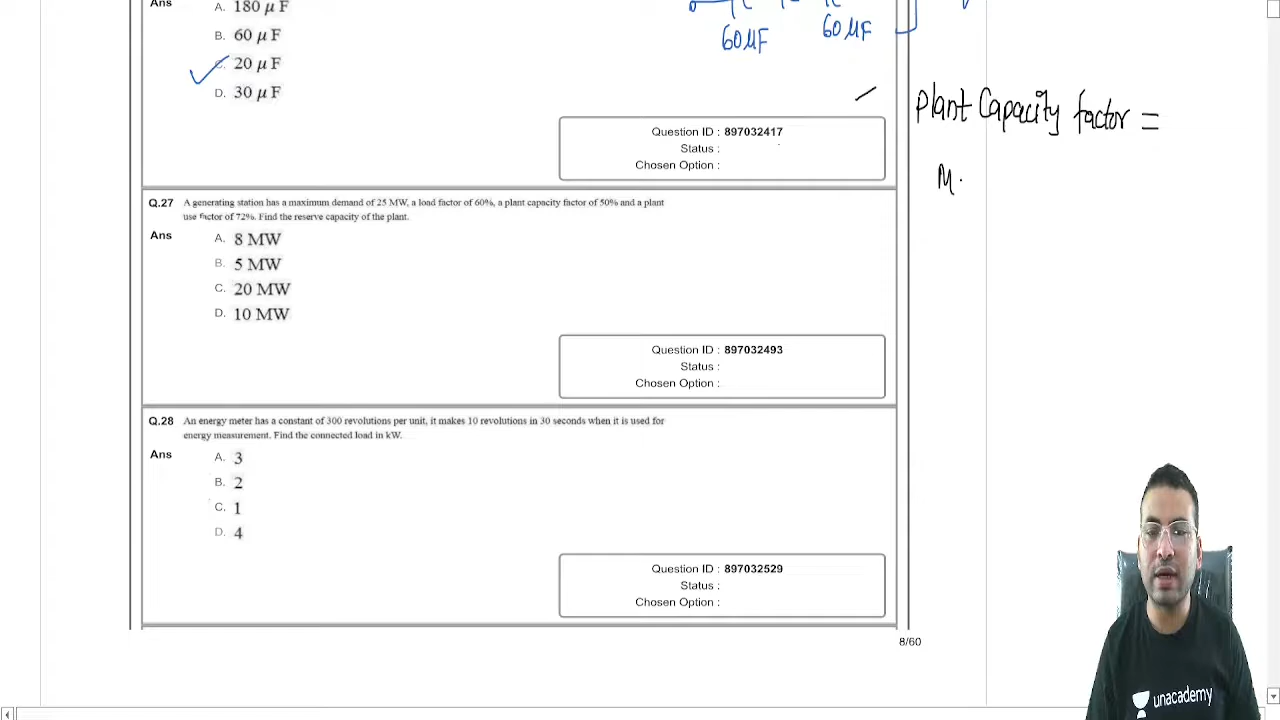 Ans
A. 180 μ F
B. 60 μ F
C. 20 μ F
D. 30 μ F
60 μF
60 μF
Question ID : 897032417
Status :
Chosen Option :
Plant Capacity factor =
M.
Q.27 A generating station has a maximum demand of 25 MW, a load factor of 60%, a plant capacity factor of 50% and a plant
use factor of 72%. Find the reserve capacity of the plant.
Ans
A. 8 MW
B. 5 MW
C. 20 MW
D. 10 MW
Question ID : 897032493
Status :
Chosen Option :
Q.28 An energy meter has a constant of 300 revolutions per unit, it makes 10 revolutions in 30 seconds when it is used for
energy measurement. Find the connected load in kW.
Ans
A. 3
B. 2
C. 1
D. 4
Question ID : 897032529
Status :
Chosen Option :
8/60
unacademy